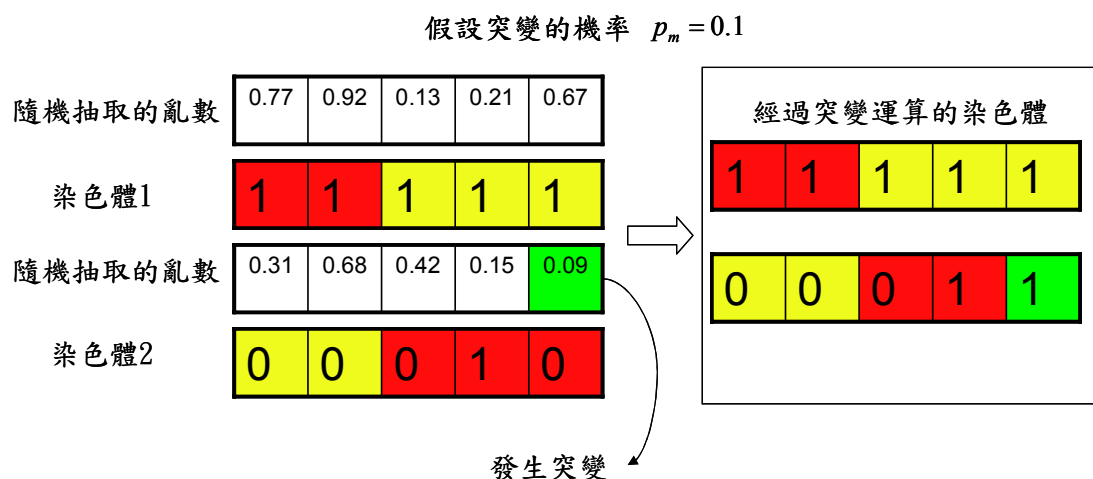 假設突變的機率 pₘ = 0.1
隨機抽取的亂數 0.77 0.92 0.13 0.21 0.67
染色體1 1 1 1 1 1
隨機抽取的亂數 0.31 0.68 0.42 0.15 0.09
染色體2 0 0 0 1 0
發生突變
經過突變運算的染色體
1 1 1 1 1
0 0 0 1 1